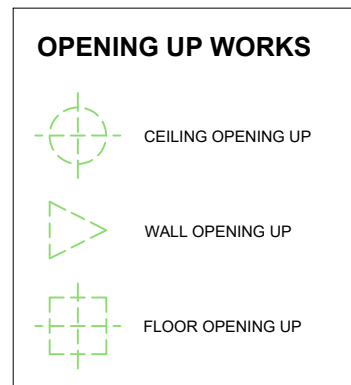 OPENING UP WORKS
CEILING OPENING UP
WALL OPENING UP
FLOOR OPENING UP